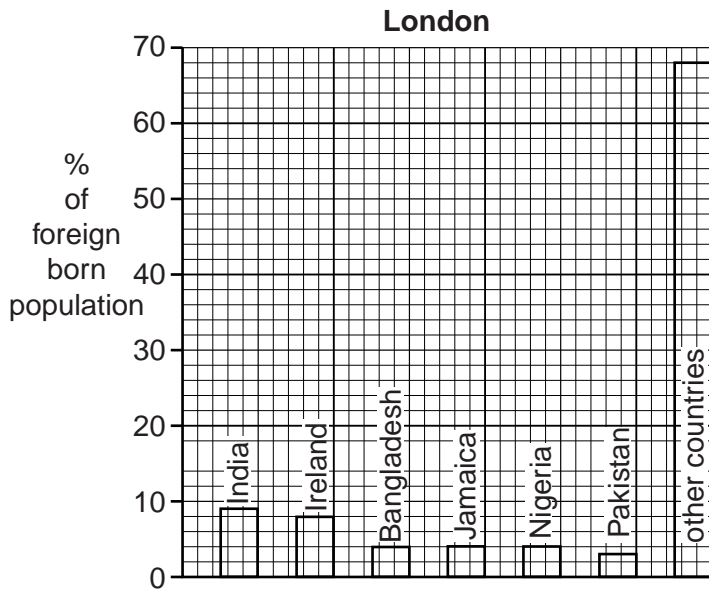 London
70
60
50
40
30
20
10
0
%
of
foreign
born
population
India
Ireland
Bangladesh
Jamaica
Nigeria
Pakistan
other countries